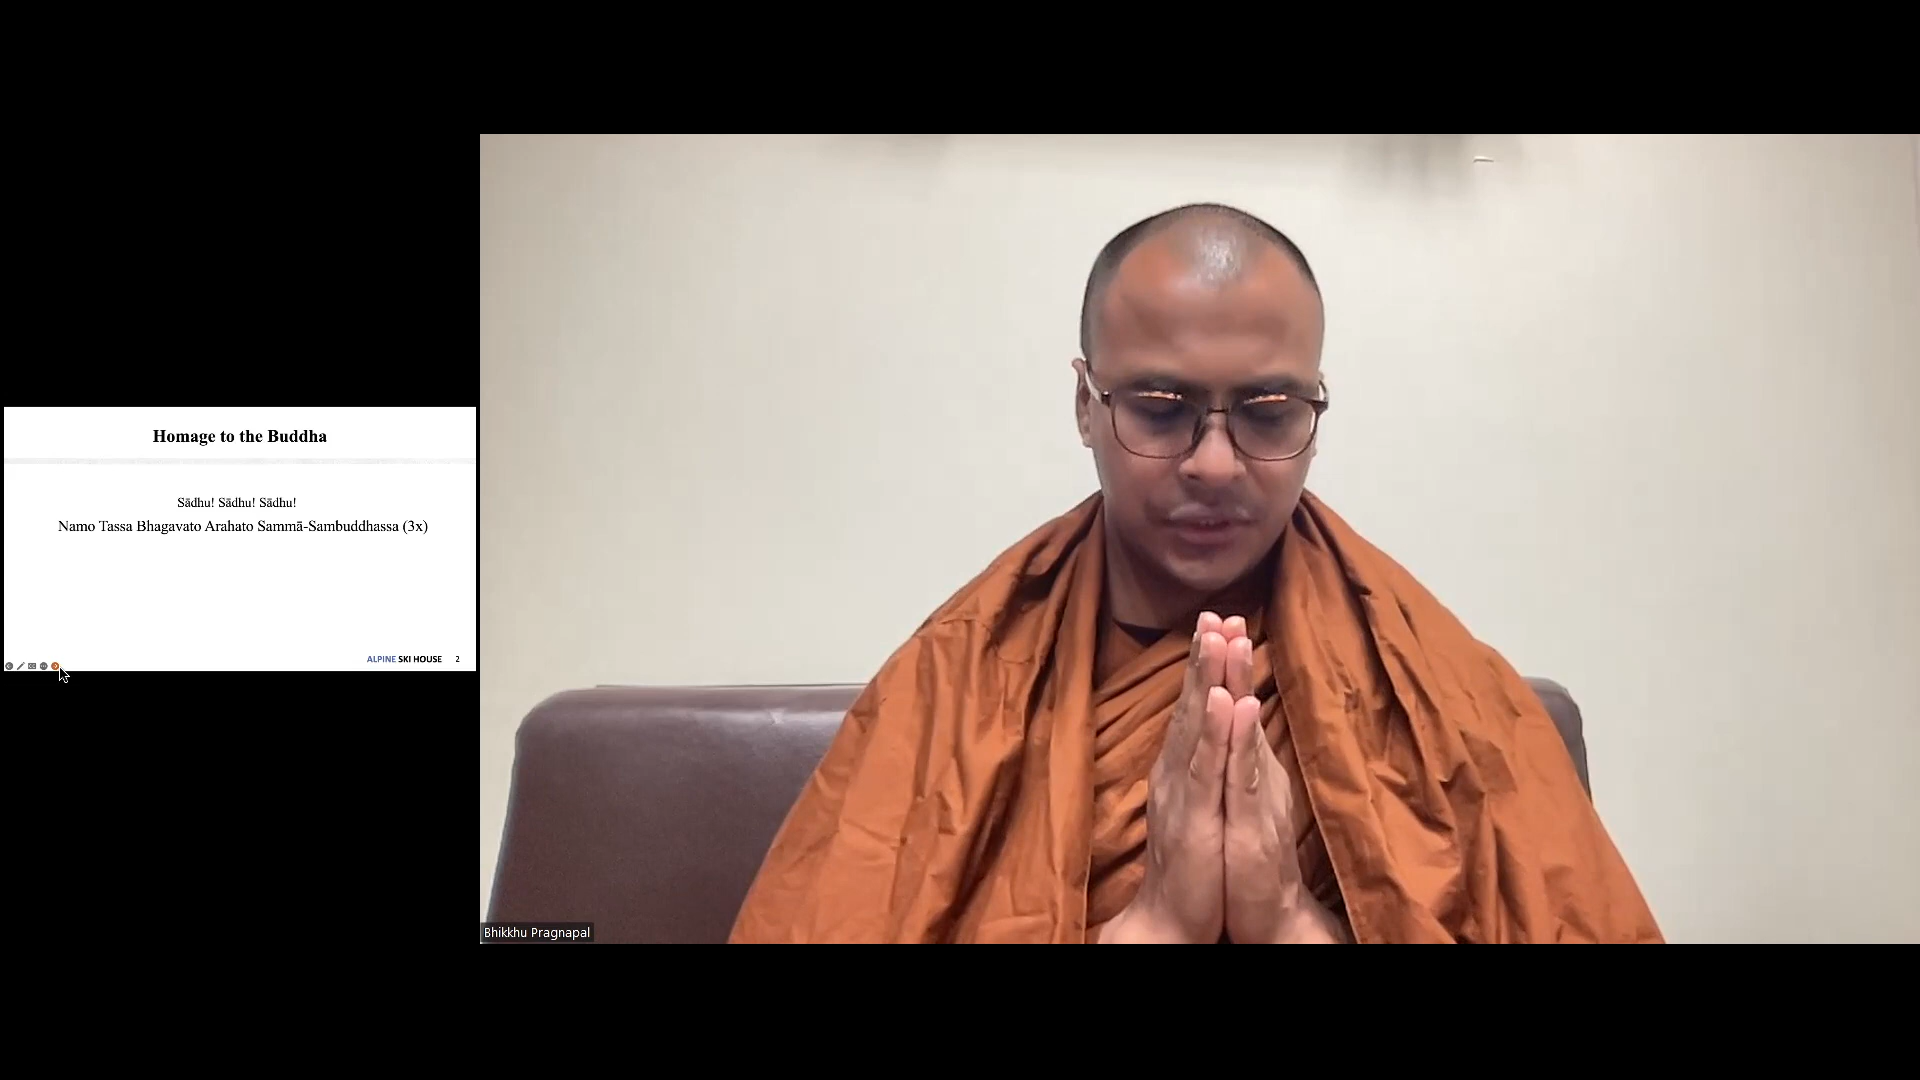 Homage to the Buddha
Sādhu! Sādhu! Sādhu!
Namo Tassa Bhagavato Arahato Sammā-Sambuddhassa (3x)
ALPINE SKI HOUSE 2
Bhikkhu Pragnapal